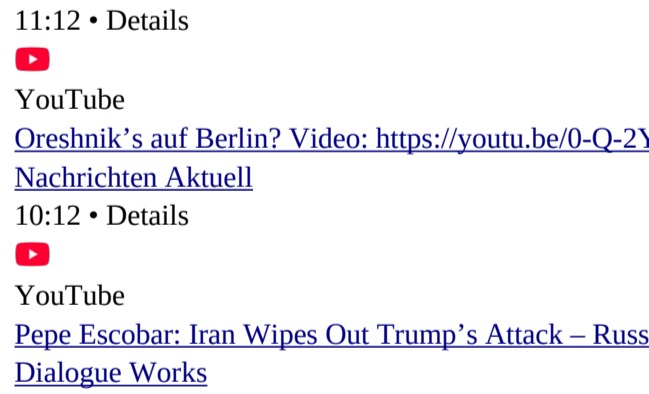 11:12 • Details
YouTube
Oreshnik’s auf Berlin? Video: https://youtu.be/0-Q-2Y
Nachrichten Aktuell
10:12 • Details
YouTube
Pepe Escobar: Iran Wipes Out Trump’s Attack – Russ
Dialogue Works